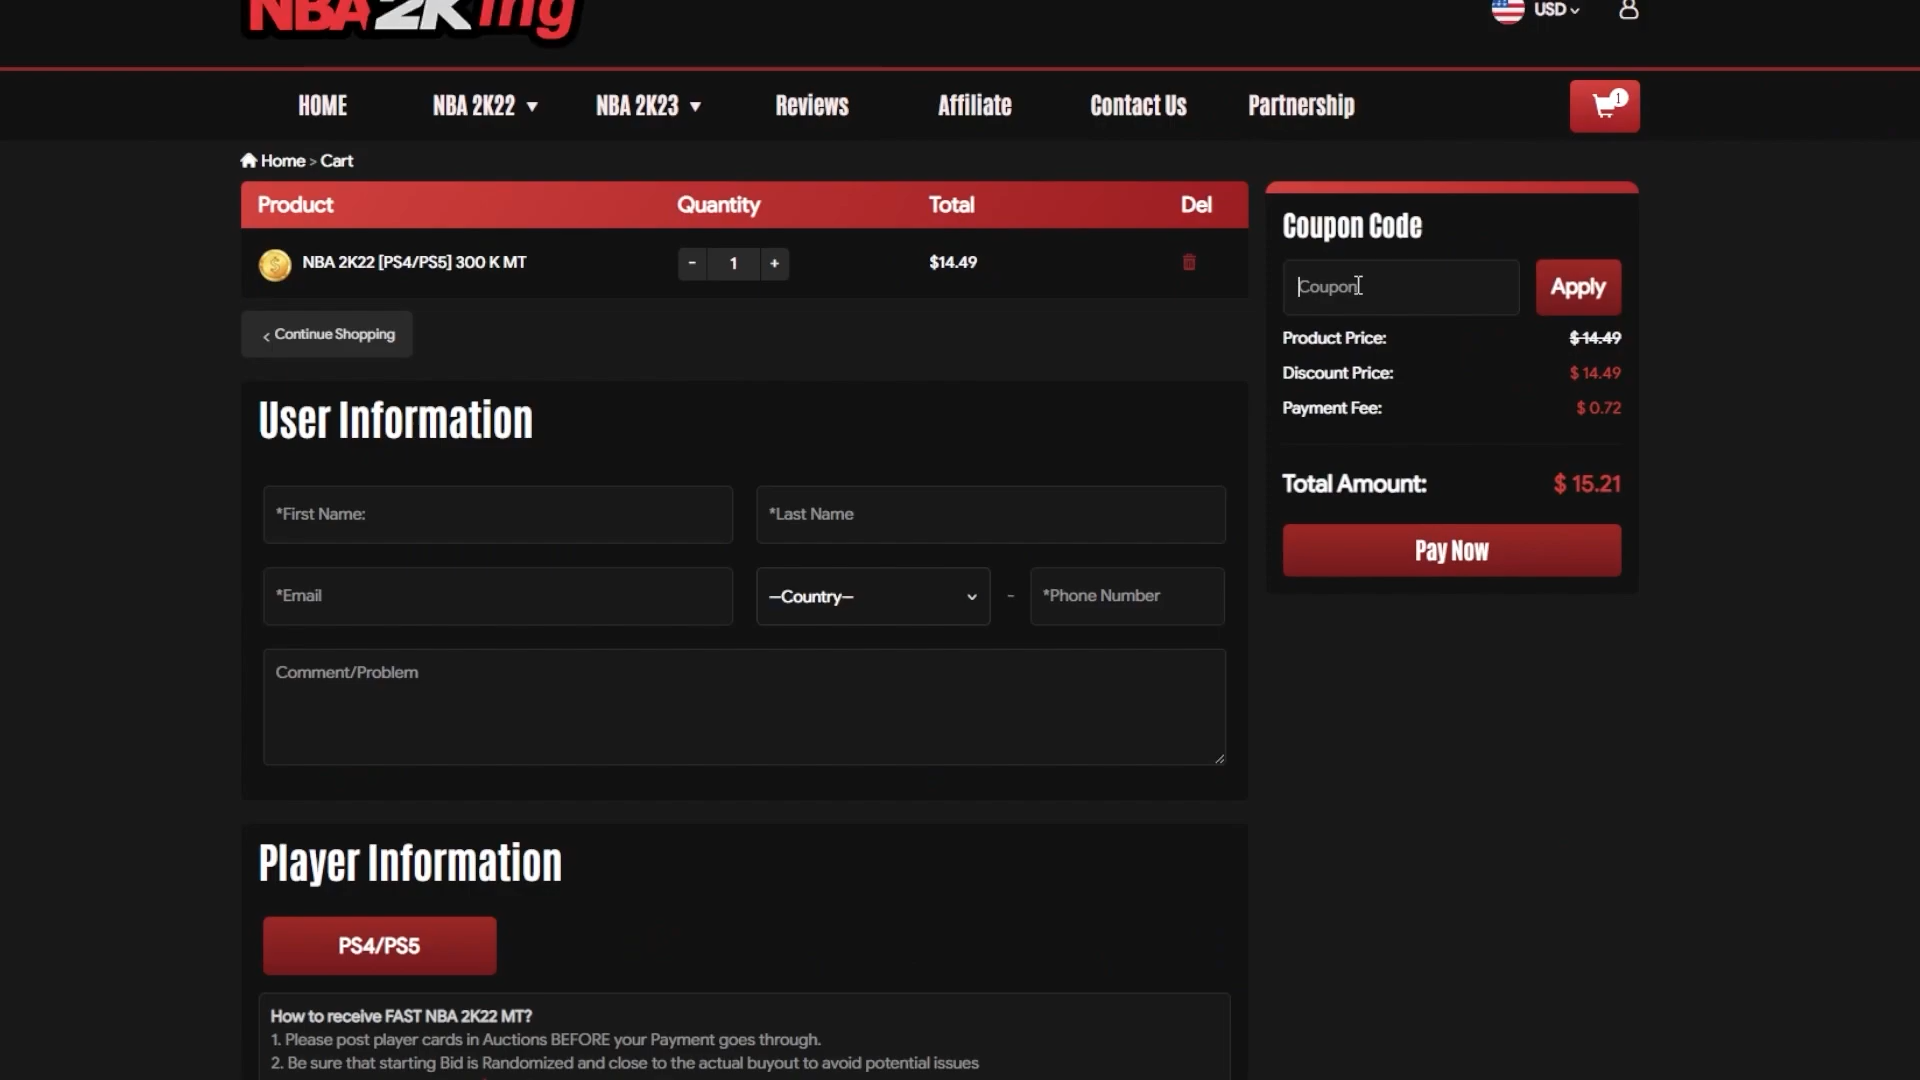 NBA2King
USD
HOME NBA 2K22 NBA 2K23 Reviews Affiliate Contact Us Partnership 1
Home > Cart
Product Quantity Total Del
NBA 2K22 [PS4/PS5] 300 K MT - 1 + $14.49
< Continue Shopping
Coupon Code
Coupon Apply
Product Price: $ 14.49
Discount Price: $ 14.49
Payment Fee: $ 0.72
Total Amount: $ 15.21
Pay Now
User Information
*First Name: *Last Name
*Email —Country— - *Phone Number
Comment/Problem
Player Information
PS4/PS5
How to receive FAST NBA 2K22 MT?
1. Please post player cards in Auctions BEFORE your Payment goes through.
2. Be sure that starting Bid is Randomized and close to the actual buyout to avoid potential issues